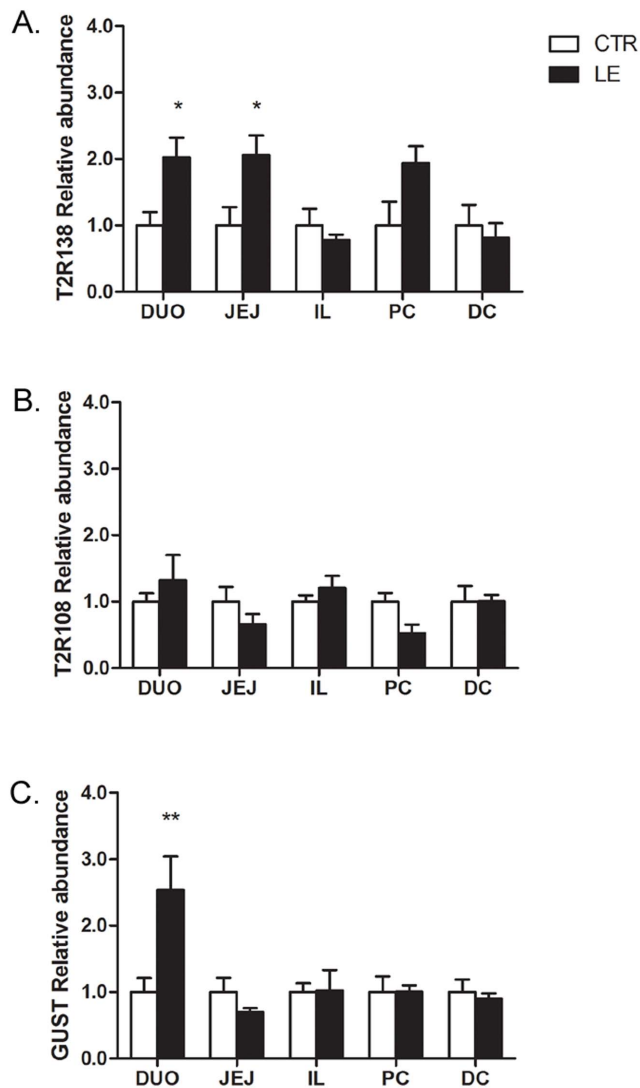 A.
T2R138 Relative abundance
4.0
3.0
2.0
1.0
0.0
* *
DUO JEJ IL PC DC
CTR
LE
B.
T2R108 Relative abundance
4.0
3.0
2.0
1.0
0.0
DUO JEJ IL PC DC
C.
GUST Relative abundance
4.0
3.0
2.0
1.0
0.0
**
DUO JEJ IL PC DC